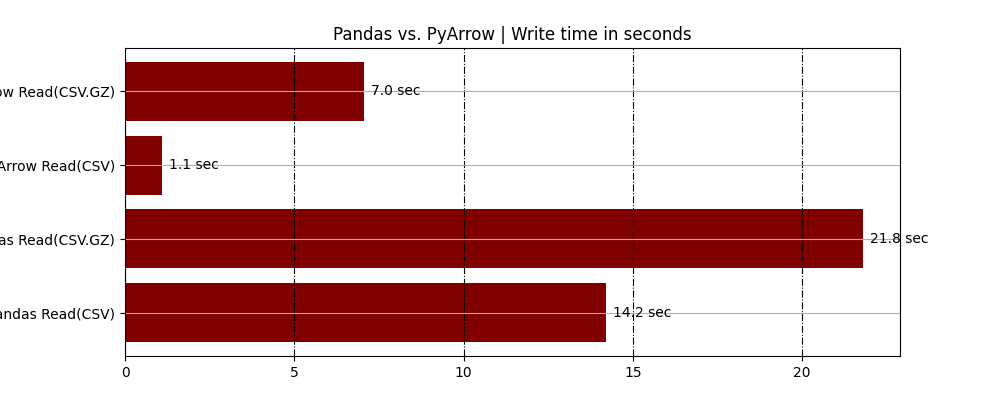 Pandas vs. PyArrow | Write time in seconds
ow Read(CSV.GZ)
7.0 sec
Arrow Read(CSV)
1.1 sec
as Read(CSV.GZ)
21.8 sec
andas Read(CSV)
14.2 sec
0 5 10 15 20